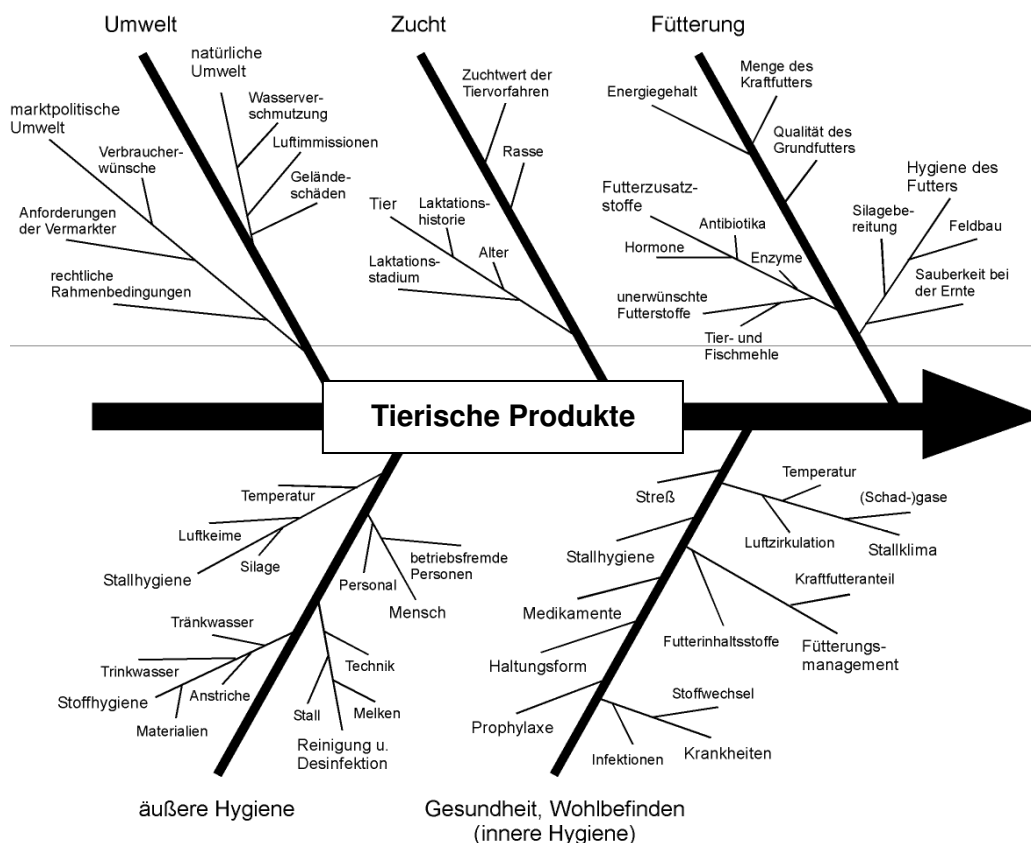 Umwelt
Zucht
Fütterung
natürliche
Umwelt
Wasserver-
schmutzung
Luftimmissionen
Gelände-
schäden
marktpolitische
Umwelt
Verbraucher-
wünsche
Anforderungen
der Vermarkter
rechtliche
Rahmenbedingungen
Zuchtwert der
Tiervorfahren
Rasse
Tier
Laktations-
historie
Alter
Laktations-
stadium
Energiegehalt
Menge des
Kraftfutters
Qualität des
Grundfutters
Futterzusatz-
stoffe
Antibiotika
Hormone
Enzyme
unerwünschte
Futterstoffe
Tier- und
Fischmehle
Hygiene des
Futters
Silagebe-
reitung
Feldbau
Sauberkeit bei
der Ernte
Tierische Produkte
Temperatur
Luftkeime
Silage
Stallhygiene
Personal
betriebsfremde
Personen
Mensch
Tränkwasser
Trinkwasser
Stoffhygiene
Anstriche
Materialien
Technik
Stall
Melken
Reinigung u.
Desinfektion
Streß
Temperatur
(Schad-)gase
Luftzirkulation
Stallklima
Stallhygiene
Medikamente
Kraftfutteranteil
Futterinhaltsstoffe
Fütterungs-
management
Haltungsform
Prophylaxe
Stoffwechsel
Infektionen
Krankheiten
äußere Hygiene
Gesundheit, Wohlbefinden
(innere Hygiene)